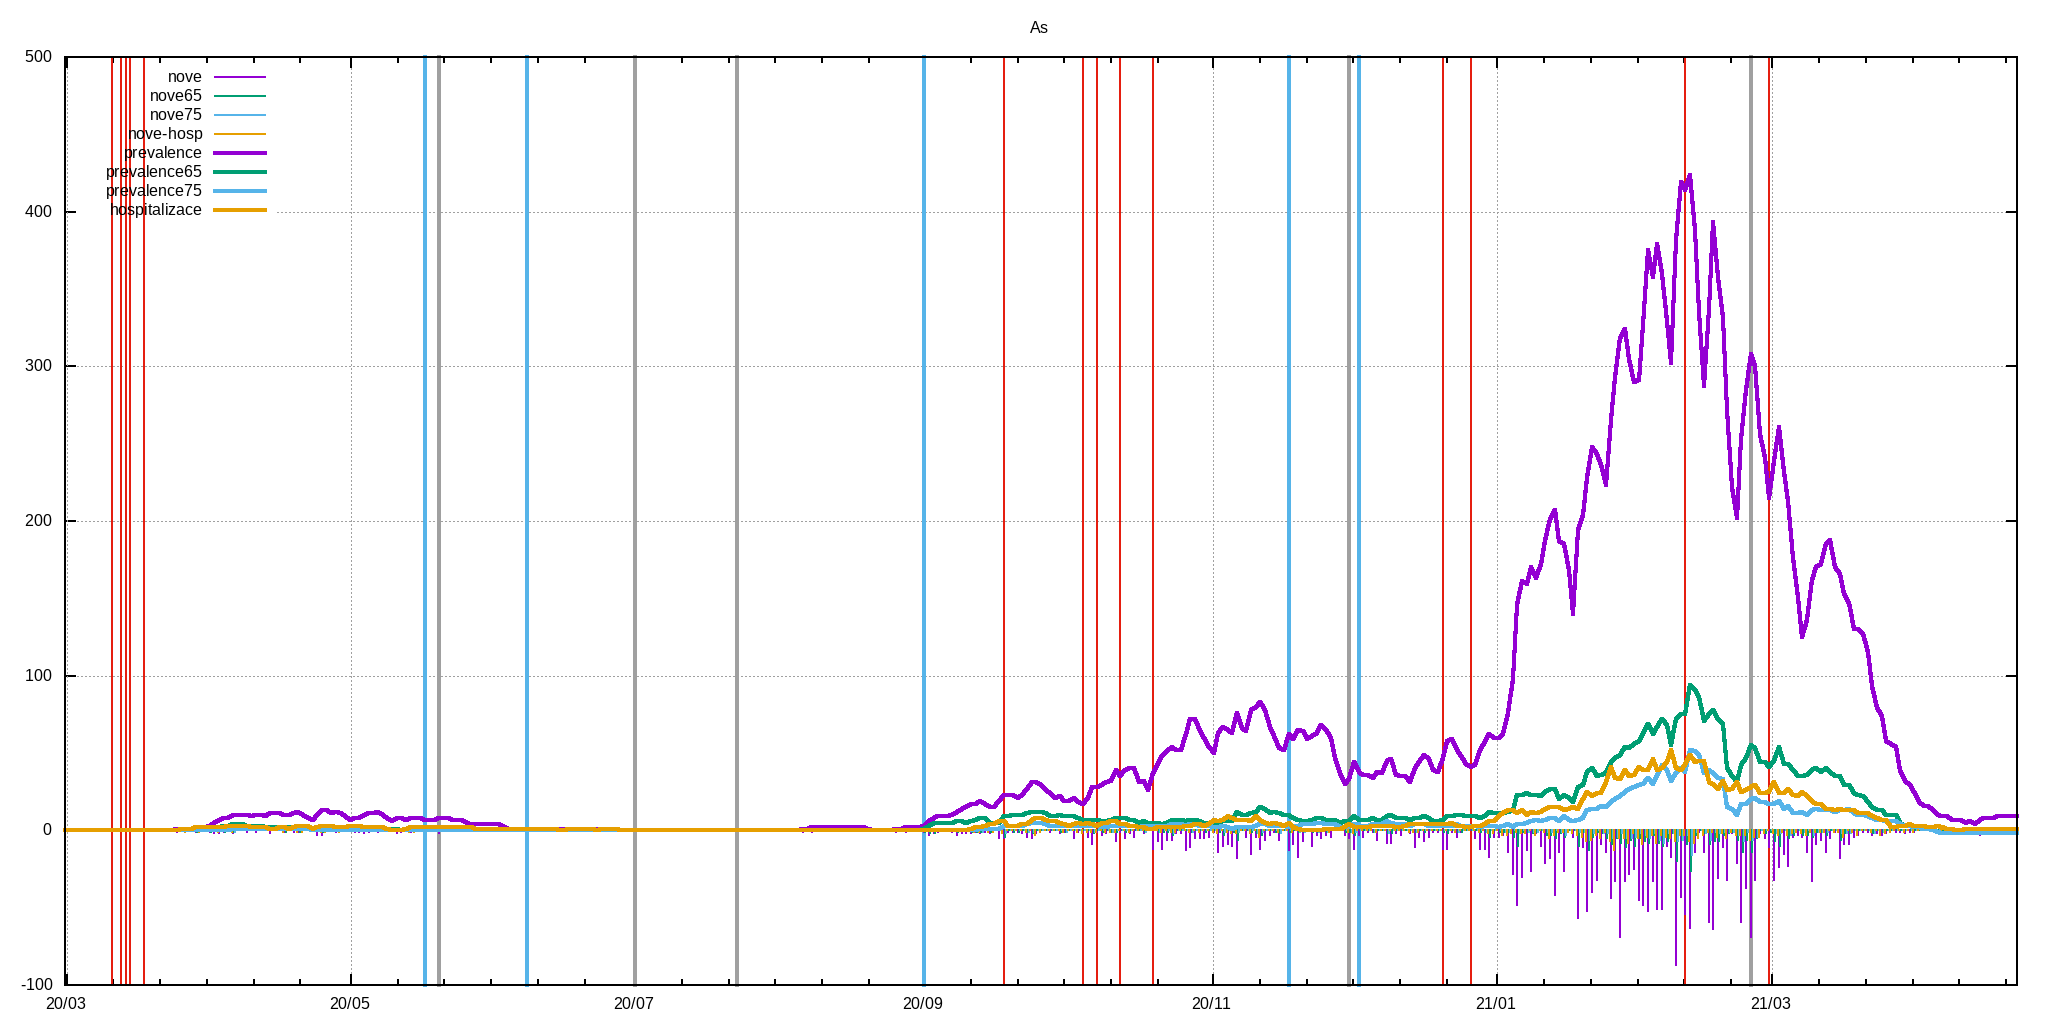 As
500
400
300
200
100
0
-100
nove
nove65
nove75
nove-hosp
prevalence
prevalence65
prevalence75
hospitalizace
20/03 20/05 20/07 20/09 20/11 21/01 21/03